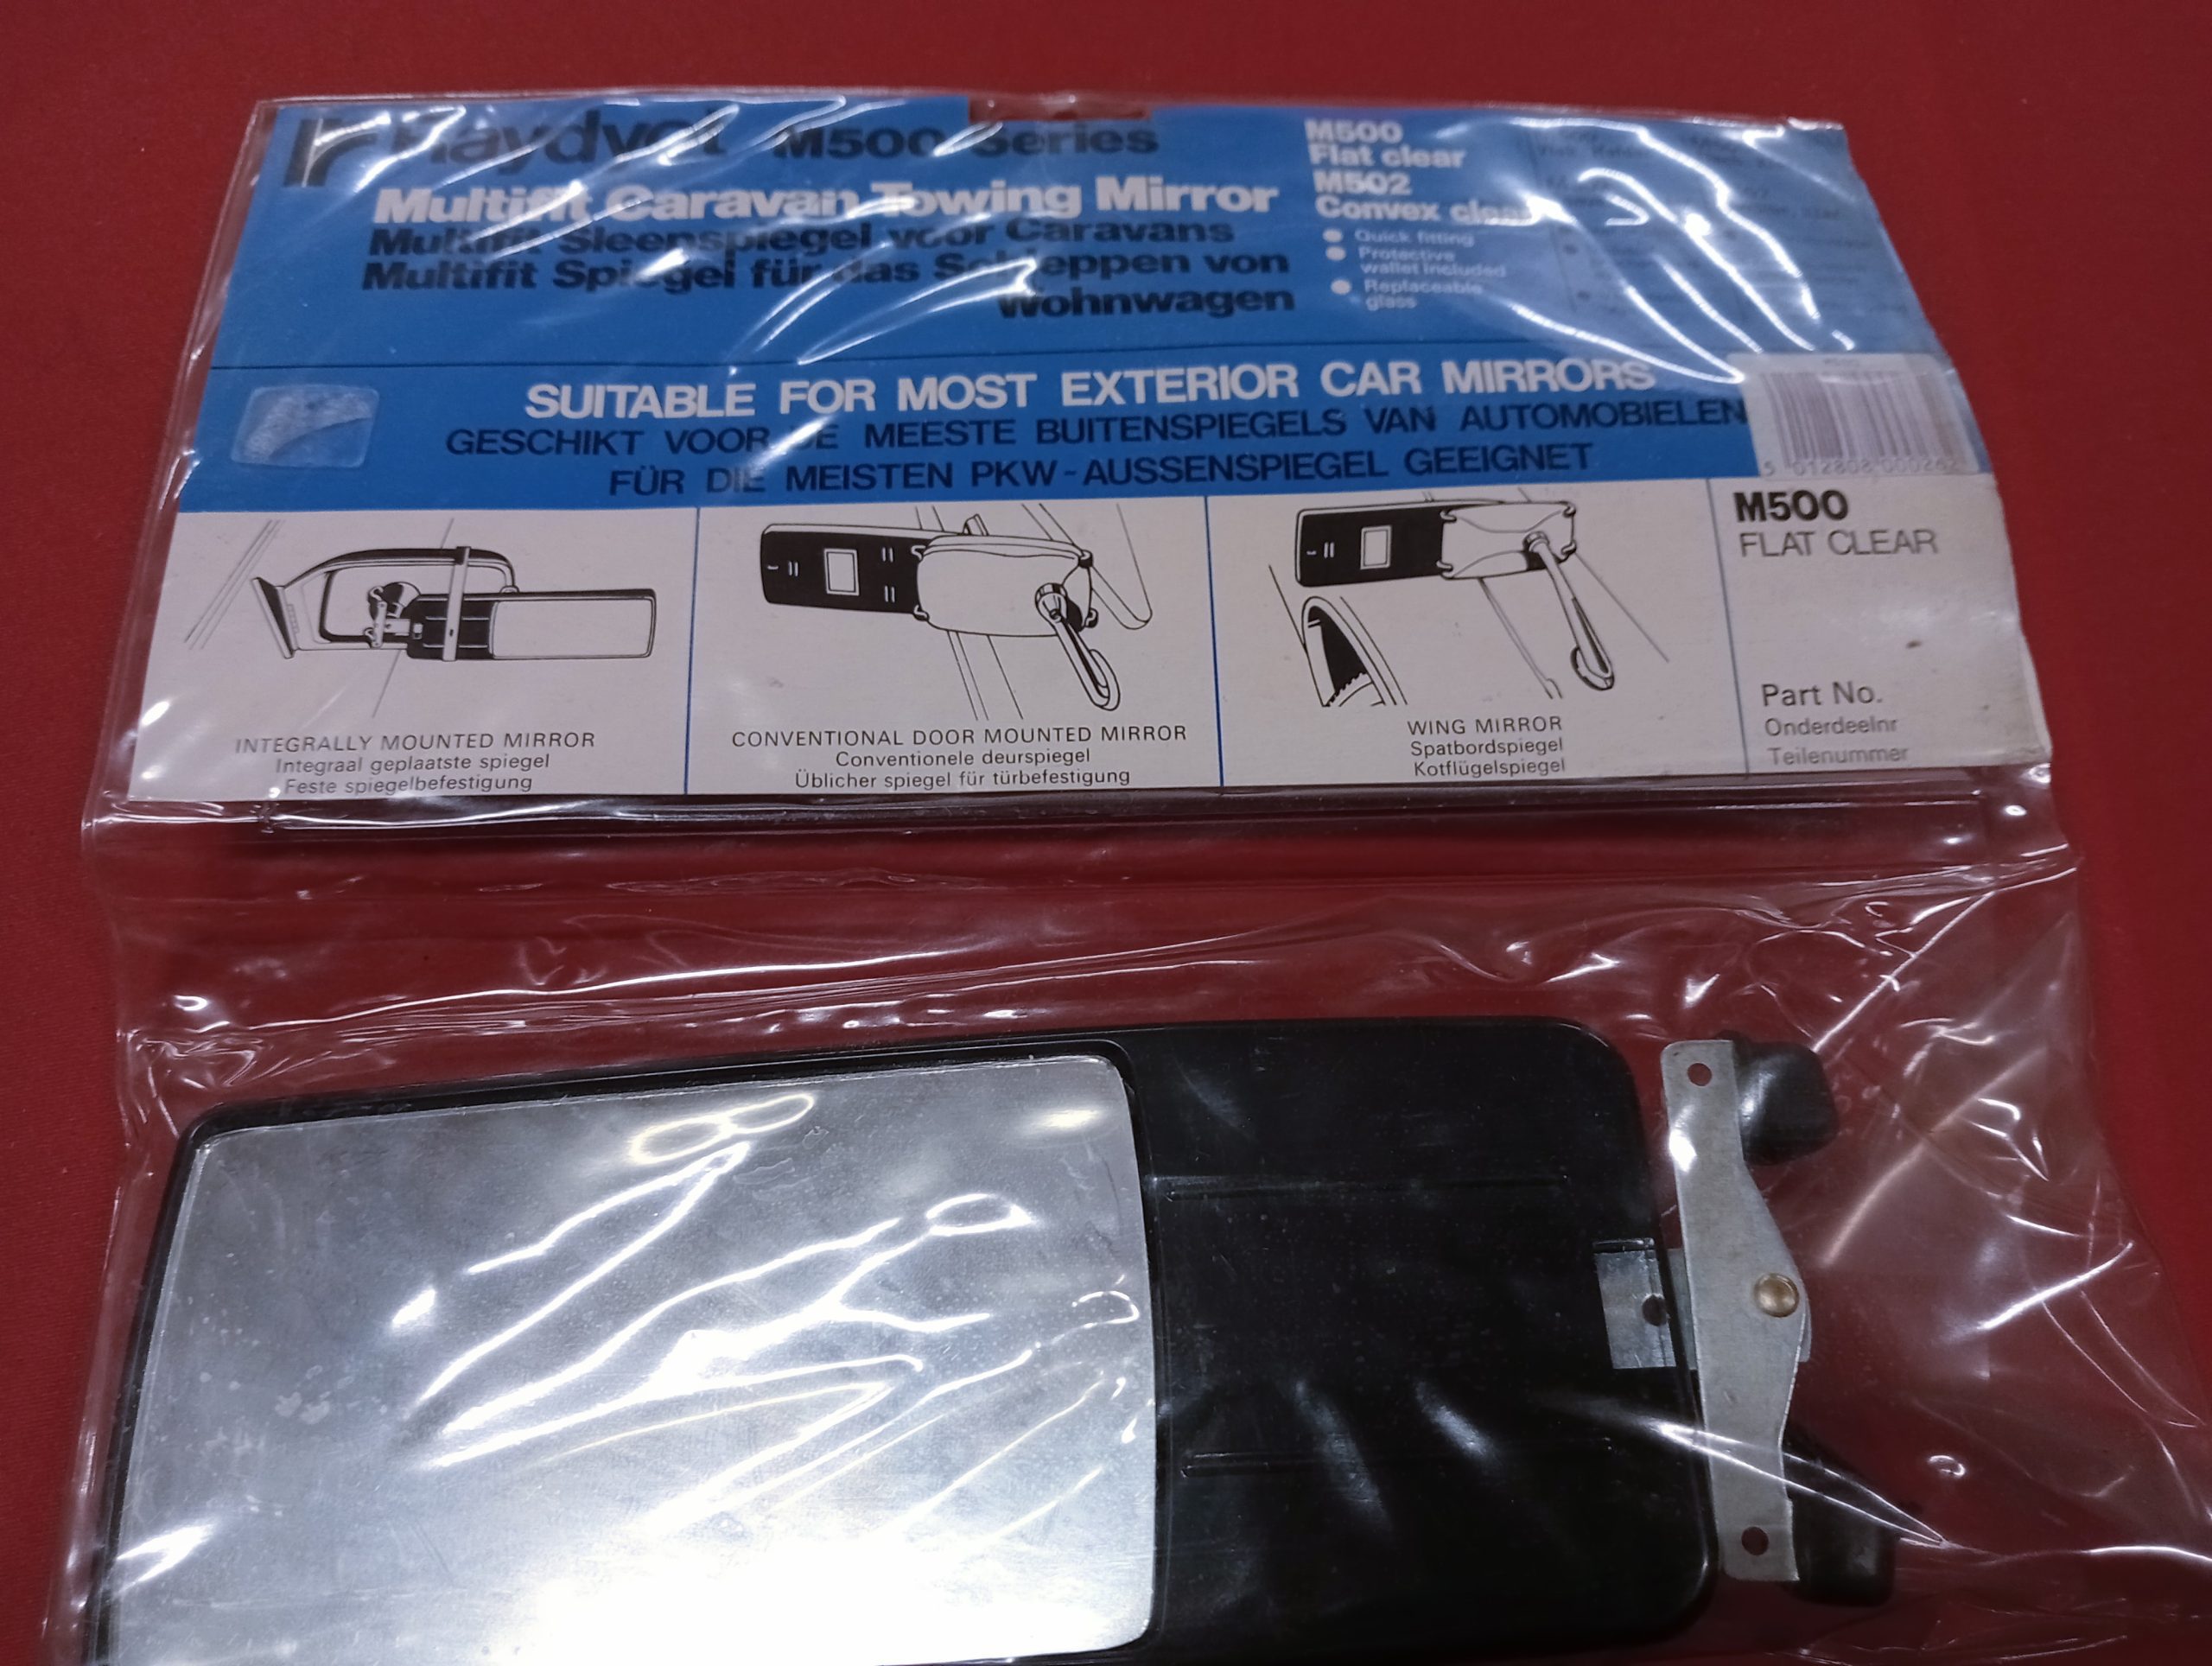 Raydyot M500 Series
Multifit Caravan Towing Mirror
Multifit Sleenspiegel voor Caravans
Multifit Spiegel für das Schleppen von
Wohnwagen
M500
Flat clear
M502
Convex clear
Quick fitting
Protective
wallet included
Replaceable
glass
SUITABLE FOR MOST EXTERIOR CAR MIRRORS
GESCHIKT VOOR DE MEESTE BUITENSPIEGELS VAN AUTOMOBIELEN
FÜR DIE MEISTEN PKW-AUSSENSPIEGEL GEEIGNET
5 012808 000262
M500
FLAT CLEAR
Part No.
Onderdeelnr
Teilenummer
INTEGRALLY MOUNTED MIRROR
Integraal geplaatste spiegel
Feste spiegelbefestigung
CONVENTIONAL DOOR MOUNTED MIRROR
Conventionele deurspiegel
Üblicher spiegel für türbefestigung
WING MIRROR
Spatbordspiegel
Kotflügelspiegel